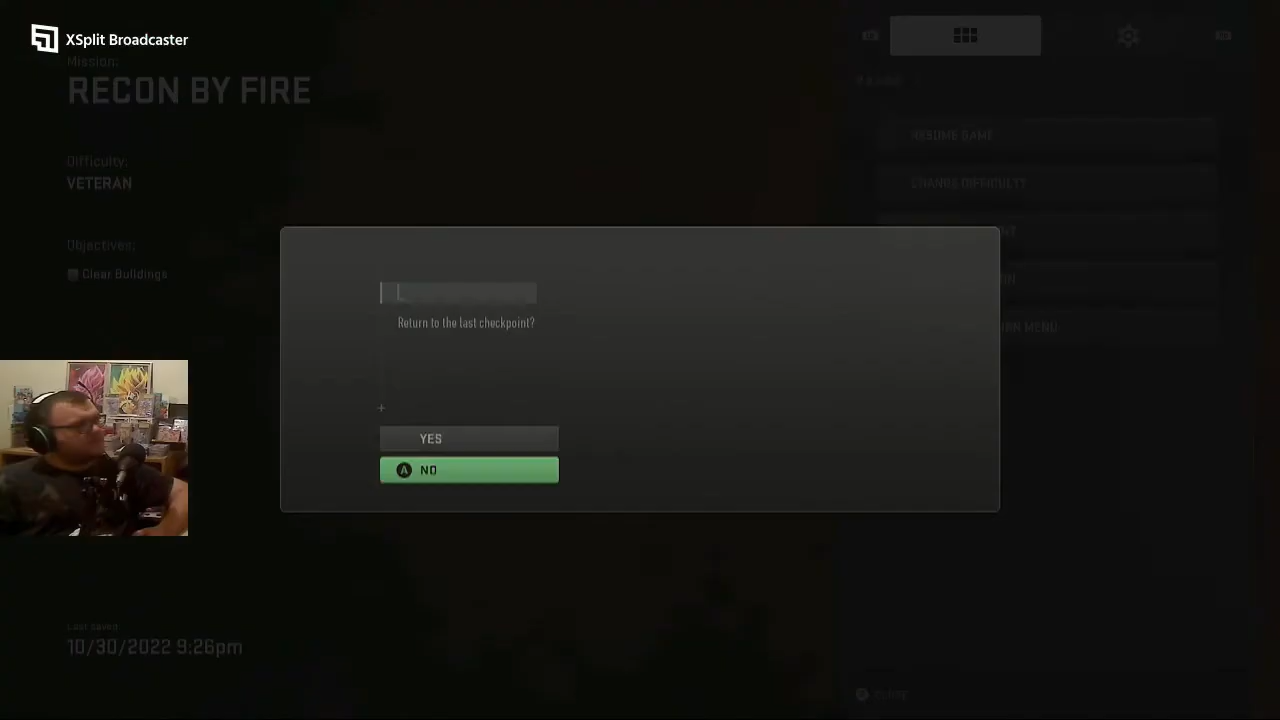 XSplit Broadcaster
Mission:
RECON BY FIRE
Difficulty:
VETERAN
Objectives:
Clear Buildings
RESUME GAME
CHANGE DIFFICULTY
MENU
Return to the last checkpoint?
YES
A NO
Last saved
10/30/2022 9:26pm